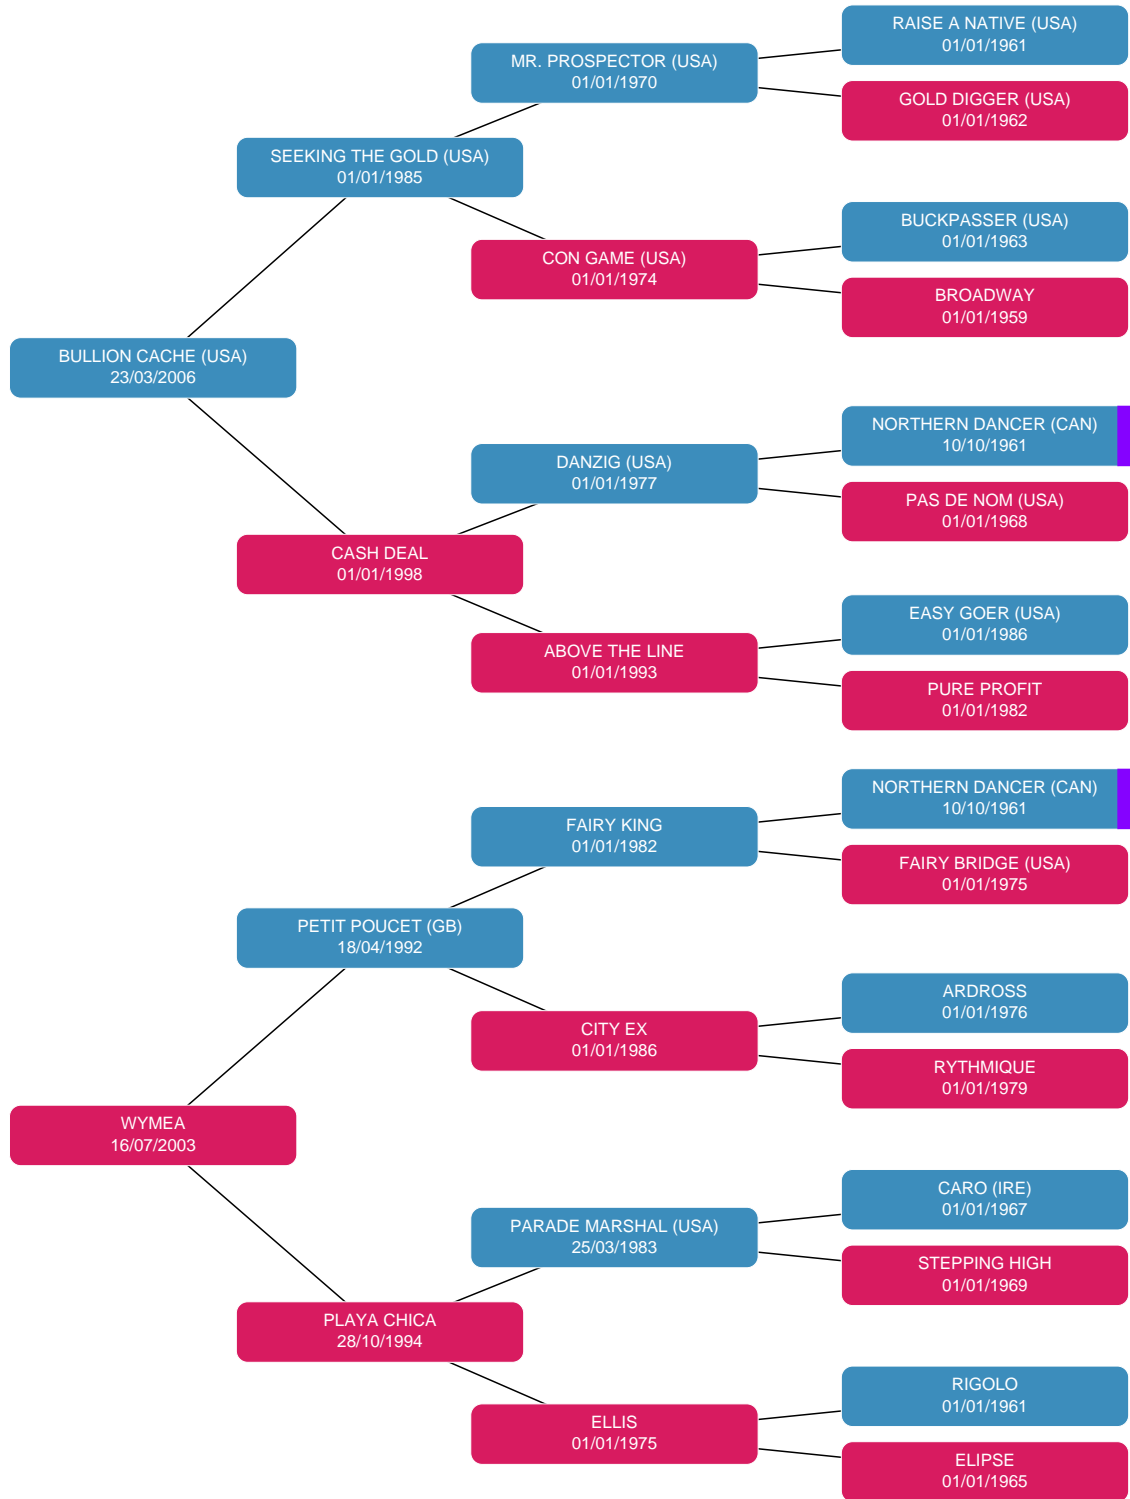 RAISE A NATIVE (USA)
01/01/1961
MR. PROSPECTOR (USA)
01/01/1970
GOLD DIGGER (USA)
01/01/1962
SEEKING THE GOLD (USA)
01/01/1985
BUCKPASSER (USA)
01/01/1963
CON GAME (USA)
01/01/1974
BROADWAY
01/01/1959
BULLION CACHE (USA)
23/03/2006
NORTHERN DANCER (CAN)
10/10/1961
DANZIG (USA)
01/01/1977
PAS DE NOM (USA)
01/01/1968
CASH DEAL
01/01/1998
EASY GOER (USA)
01/01/1986
ABOVE THE LINE
01/01/1993
PURE PROFIT
01/01/1982
NORTHERN DANCER (CAN)
10/10/1961
FAIRY KING
01/01/1982
FAIRY BRIDGE (USA)
01/01/1975
PETIT POUCET (GB)
18/04/1992
ARDROSS
01/01/1976
CITY EX
01/01/1986
RYTHMIQUE
01/01/1979
WYMEA
16/07/2003
CARO (IRE)
01/01/1967
PARADE MARSHAL (USA)
25/03/1983
STEPPING HIGH
01/01/1969
PLAYA CHICA
28/10/1994
RIGOLO
01/01/1961
ELLIS
01/01/1975
ELIPSE
01/01/1965